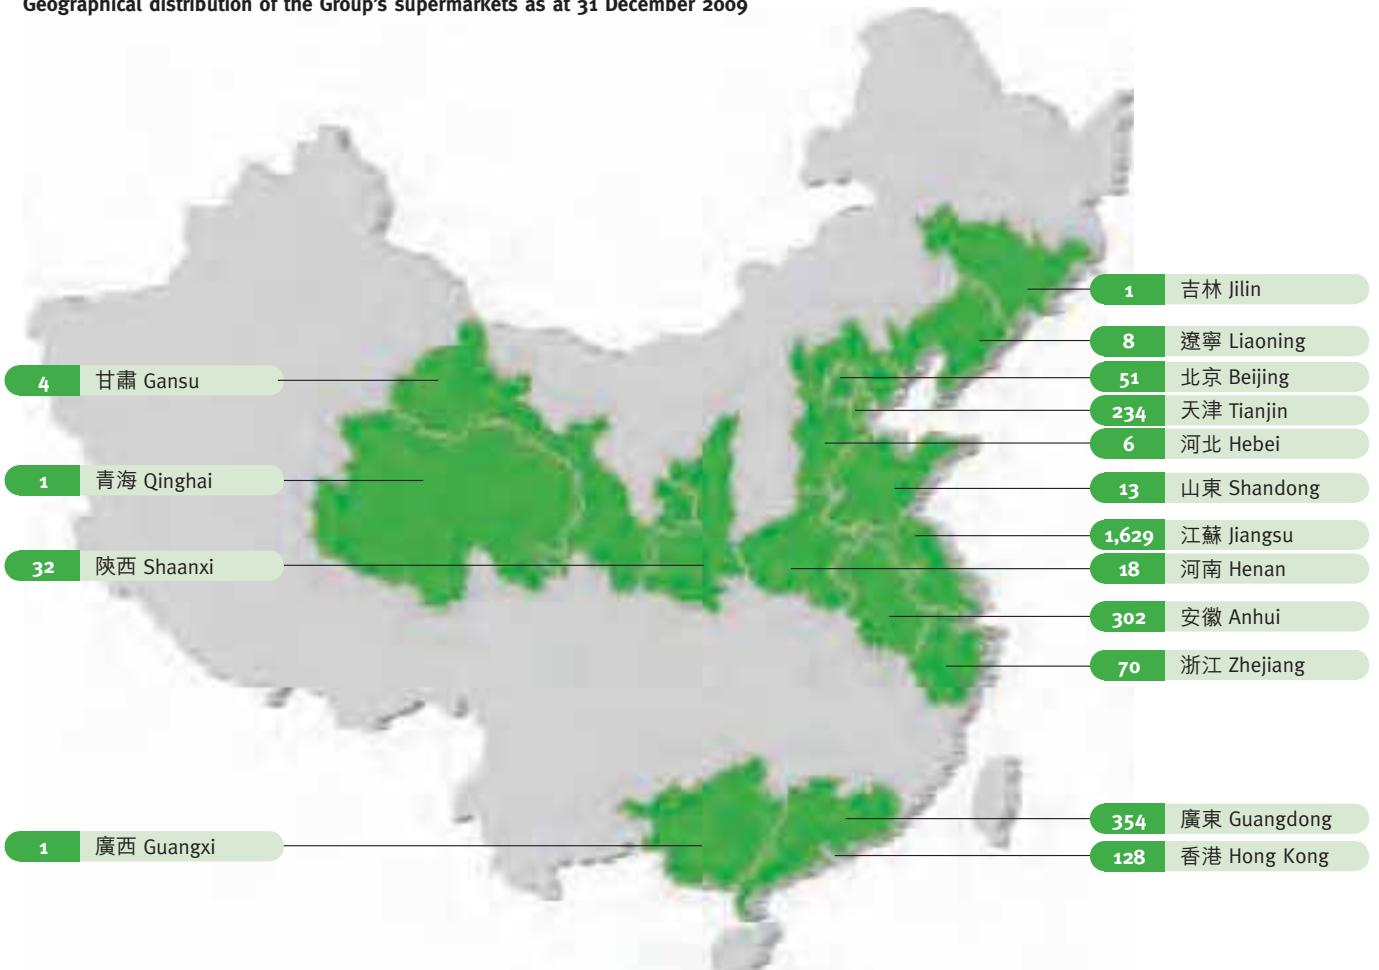 Geographical distribution of the Group's supermarkets as at 31 December 2009
1 吉林 Jilin
8 遼寧 Liaoning
4 甘肅 Gansu
51 北京 Beijing
234 天津 Tianjin
6 河北 Hebei
1 青海 Qinghai
13 山東 Shandong
1,629 江蘇 Jiangsu
32 陝西 Shaanxi
18 河南 Henan
302 安徽 Anhui
70 浙江 Zhejiang
354 廣東 Guangdong
1 廣西 Guangxi
128 香港 Hong Kong